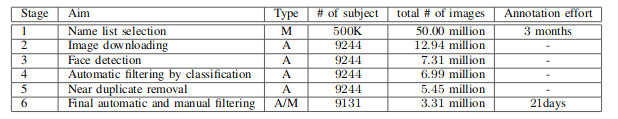 Stage Aim Type # of subject total # of images Annotation effort
1 Name list selection M 500K 50.00 million 3 months
2 Image downloading A 9244 12.94 million -
3 Face detection A 9244 7.31 million -
4 Automatic filtering by classification A 9244 6.99 million -
5 Near duplicate removal A 9244 5.45 million -
6 Final automatic and manual filtering A/M 9131 3.31 million 21days